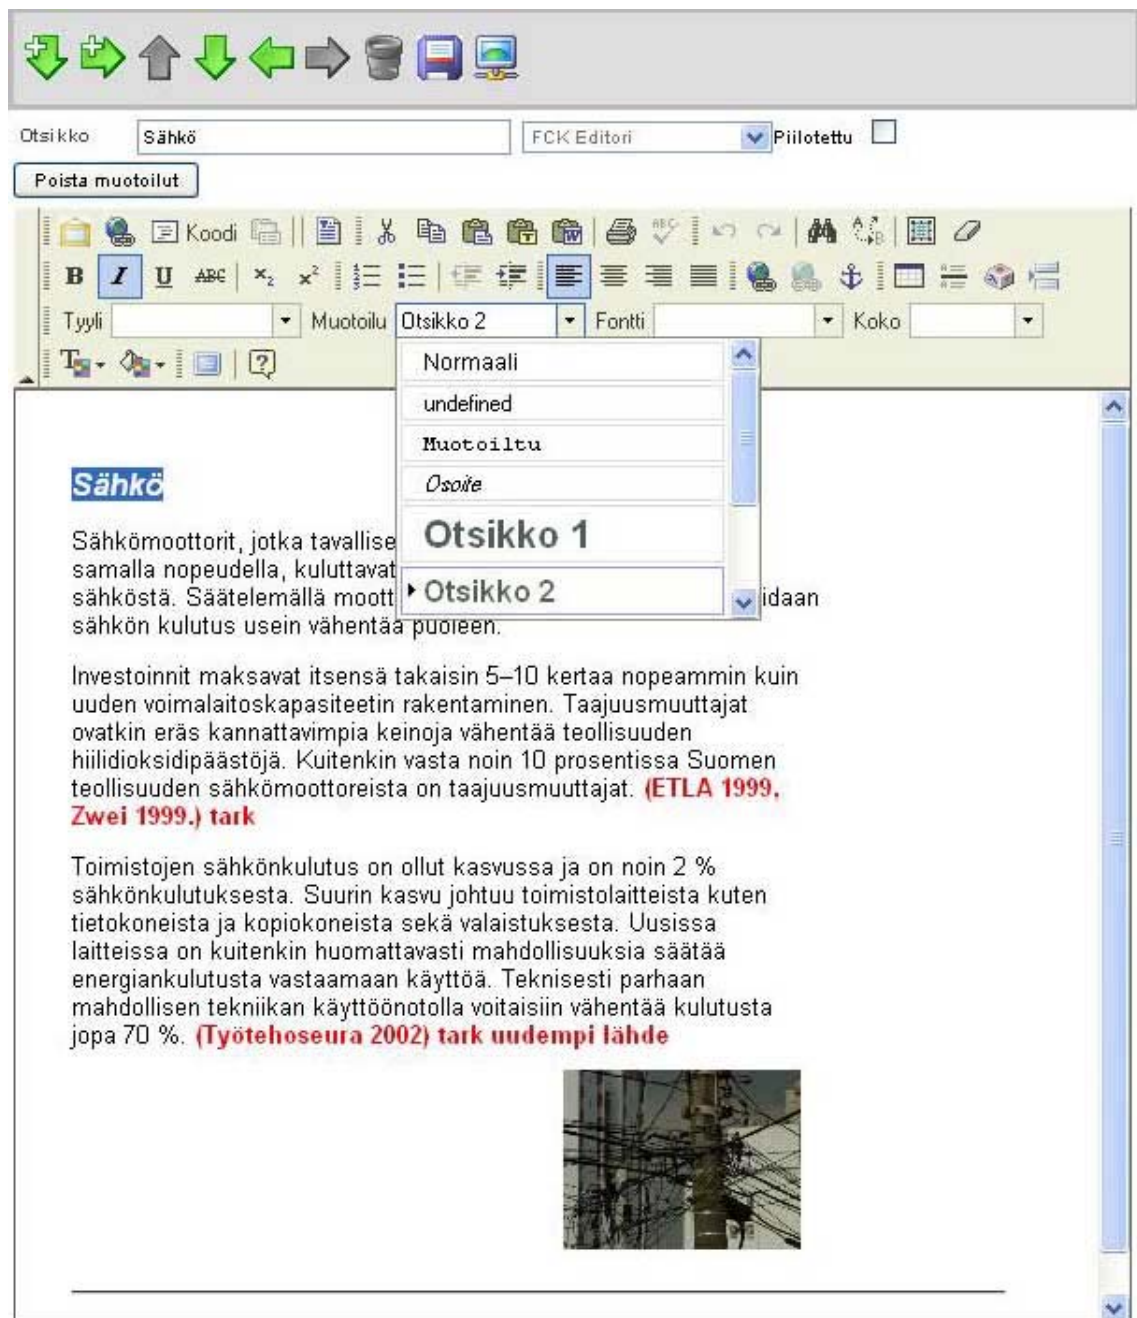 Otsikko Sähkö FCK Editori Piilotettu
Poista muotoilut
Koodi
B I U ABC x₂ x²
Tyyli Muotoilu Otsikko 2 Fontti Koko
Normaali
undefined
Muotoiltu
Osoite
Otsikko 1
Otsikko 2
Sähkö
Sähkömoottorit, jotka tavallise
samalla nopeudella, kuluttavat
sähköstä. Säätelemällä moott idaan
sähkön kulutus usein vähentää puoleen.
Investoinnit maksavat itsensä takaisin 5–10 kertaa nopeammin kuin
uuden voimalaitoskapasiteetin rakentaminen. Taajuusmuuttajat
ovatkin eräs kannattavimpia keinoja vähentää teollisuuden
hiilidioksidipäästöjä. Kuitenkin vasta noin 10 prosentissa Suomen
teollisuuden sähkömoottoreista on taajuusmuuttajat. (ETLA 1999,
Zwei 1999.) tark
Toimistojen sähkönkulutus on ollut kasvussa ja on noin 2 %
sähkönkulutuksesta. Suurin kasvu johtuu toimistolaitteista kuten
tietokoneista ja kopiokoneista sekä valaistuksesta. Uusissa
laitteissa on kuitenkin huomattavasti mahdollisuuksia säätää
energiankulutusta vastaamaan käyttöä. Teknisesti parhaan
mahdollisen tekniikan käyttöönotolla voitaisiin vähentää kulutusta
jopa 70 %. (Työtehoseura 2002) tark uudempi lähde